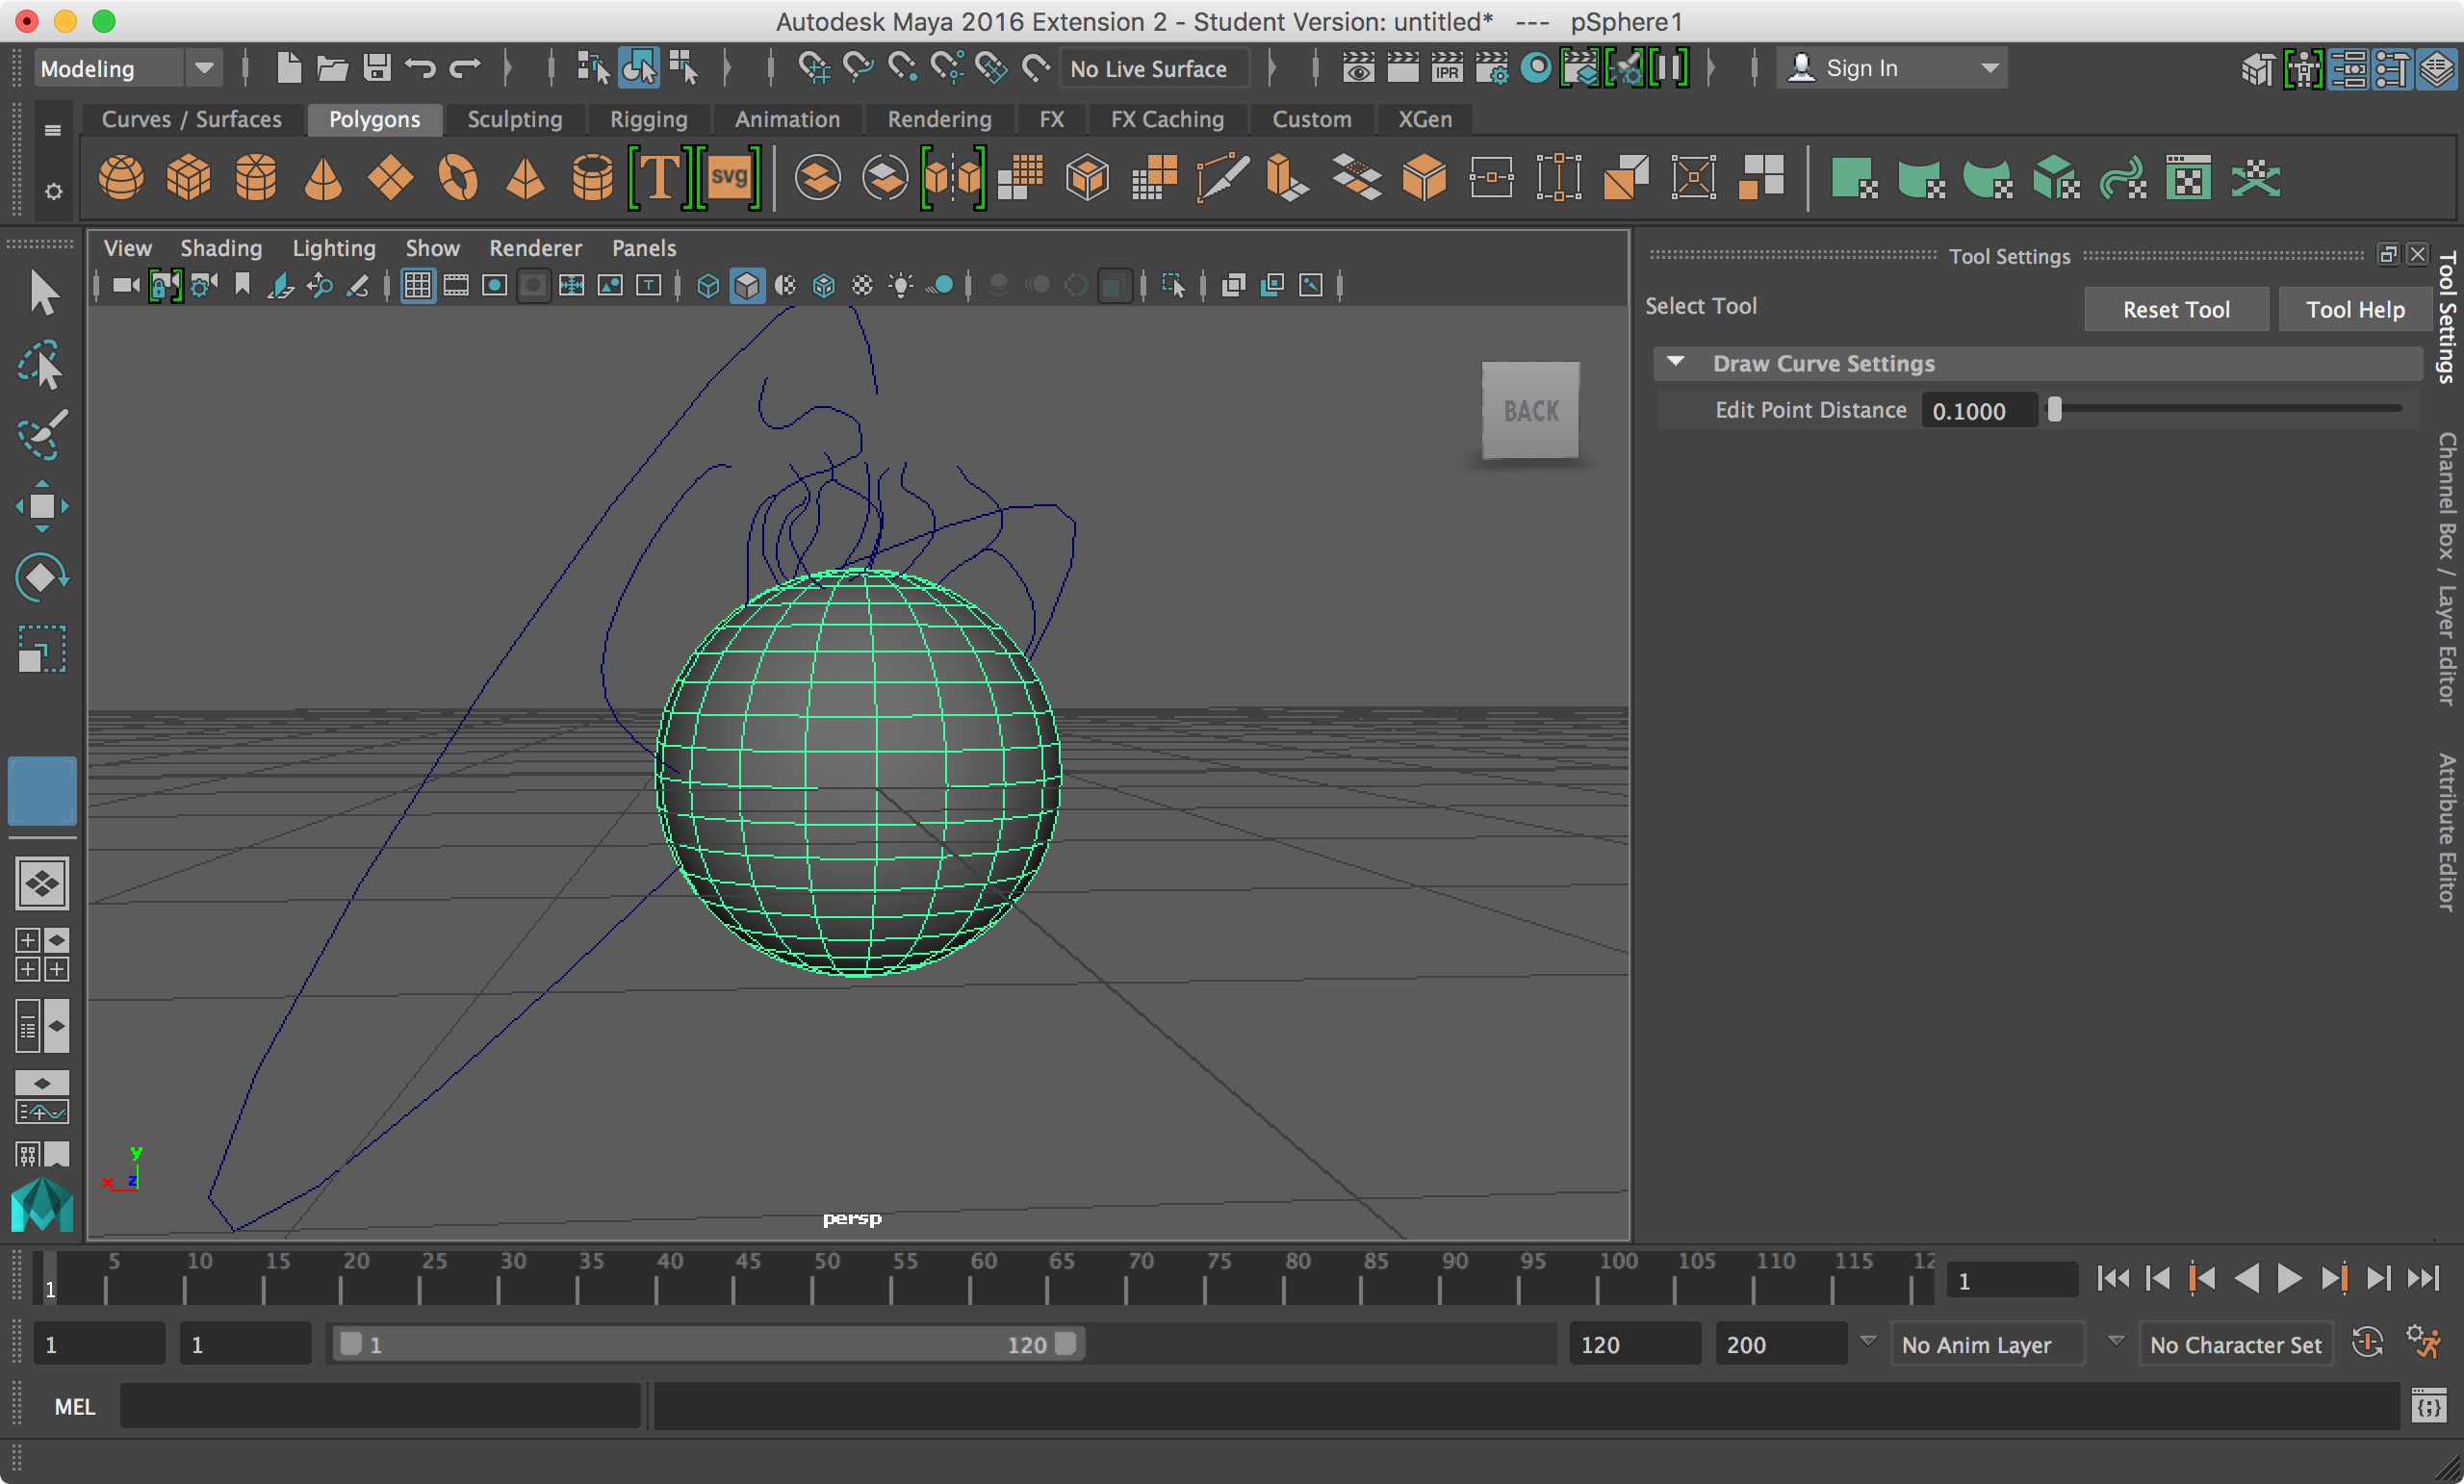 Autodesk Maya 2016 Extension 2 - Student Version: untitled*   ---   pSphere1
Modeling
IPR
No Live Surface
Sign In
Curves / Surfaces
Polygons
Sculpting
Rigging
Animation
Rendering
FX
FX Caching
Custom
XGen
T
svg
View
Shading
Lighting
Show
Renderer
Panels
Tool Settings
Select Tool
Reset Tool
Tool Help
Draw Curve Settings
Edit Point Distance
0.1000
Tool Settings
Channel Box / Layer Editor
Attribute Editor
BACK
y
x
z
persp
1
5 10 15 20 25 30 35 40 45 50 55 60 65 70 75 80 85 90 95 100 105 110 115 12
1
1
1
1
120
120
200
No Anim Layer
No Character Set
MEL